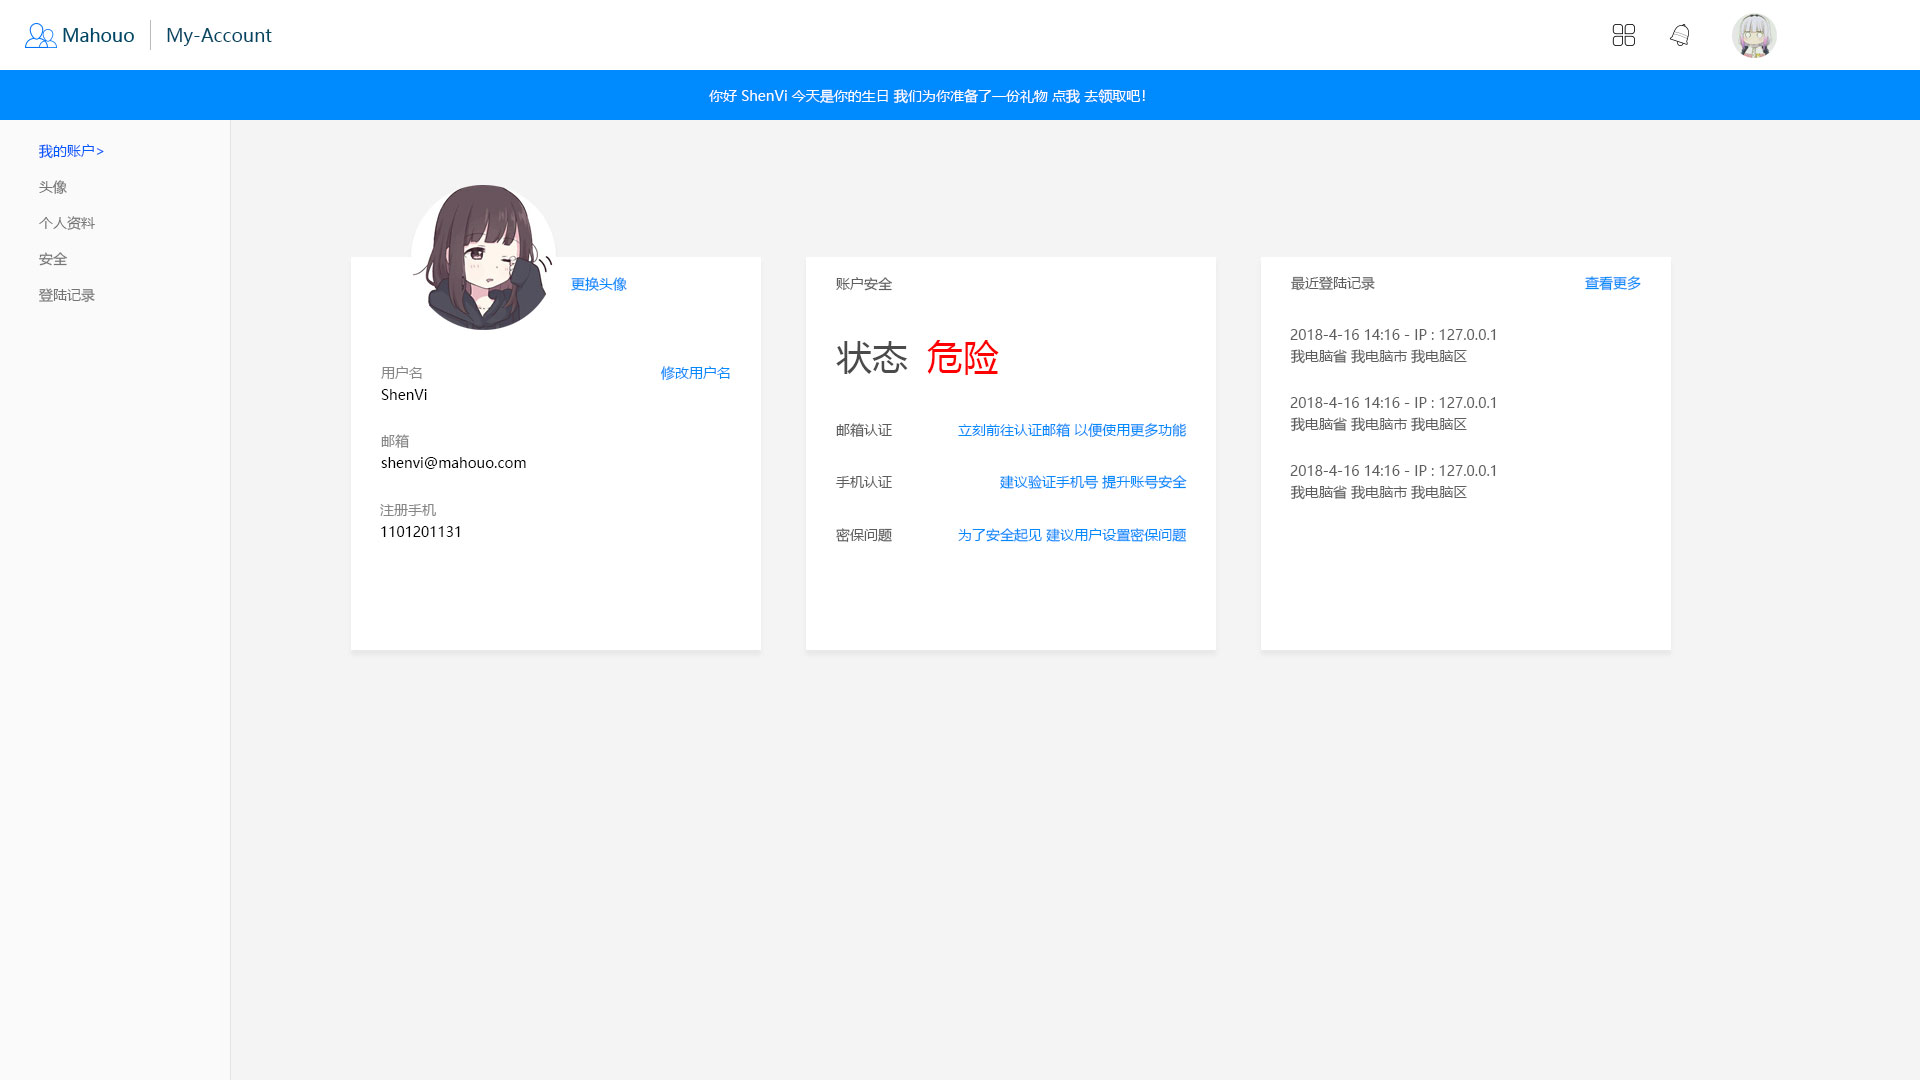 Mahouo
My-Account
你好 ShenVi 今天是你的生日 我们为你准备了一份礼物 点我 去领取吧!
我的账户>
头像
个人资料
安全
登陆记录
更换头像
用户名
修改用户名
ShenVi
邮箱
shenvi@mahouo.com
注册手机
1101201131
账户安全
状态 危险
邮箱认证
立刻前往认证邮箱 以便使用更多功能
手机认证
建议验证手机号 提升账号安全
密保问题
为了安全起见 建议用户设置密保问题
最近登陆记录
查看更多
2018-4-16 14:16 - IP : 127.0.0.1
我电脑省 我电脑市 我电脑区
2018-4-16 14:16 - IP : 127.0.0.1
我电脑省 我电脑市 我电脑区
2018-4-16 14:16 - IP : 127.0.0.1
我电脑省 我电脑市 我电脑区